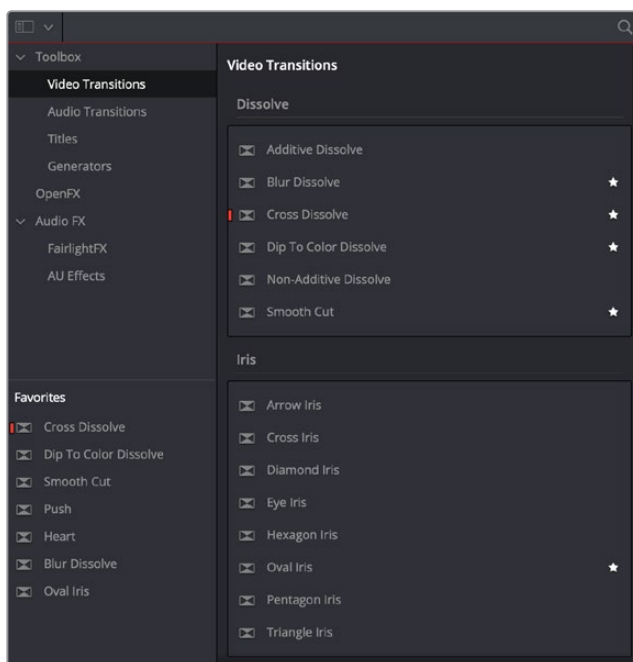 Toolbox
Video Transitions
Audio Transitions
Titles
Generators
OpenFX
Audio FX
FairlightFX
AU Effects
Favorites
Cross Dissolve
Dip To Color Dissolve
Smooth Cut
Push
Heart
Blur Dissolve
Oval Iris
Video Transitions
Dissolve
Additive Dissolve
Blur Dissolve
Cross Dissolve
Dip To Color Dissolve
Non-Additive Dissolve
Smooth Cut
Iris
Arrow Iris
Cross Iris
Diamond Iris
Eye Iris
Hexagon Iris
Oval Iris
Pentagon Iris
Triangle Iris